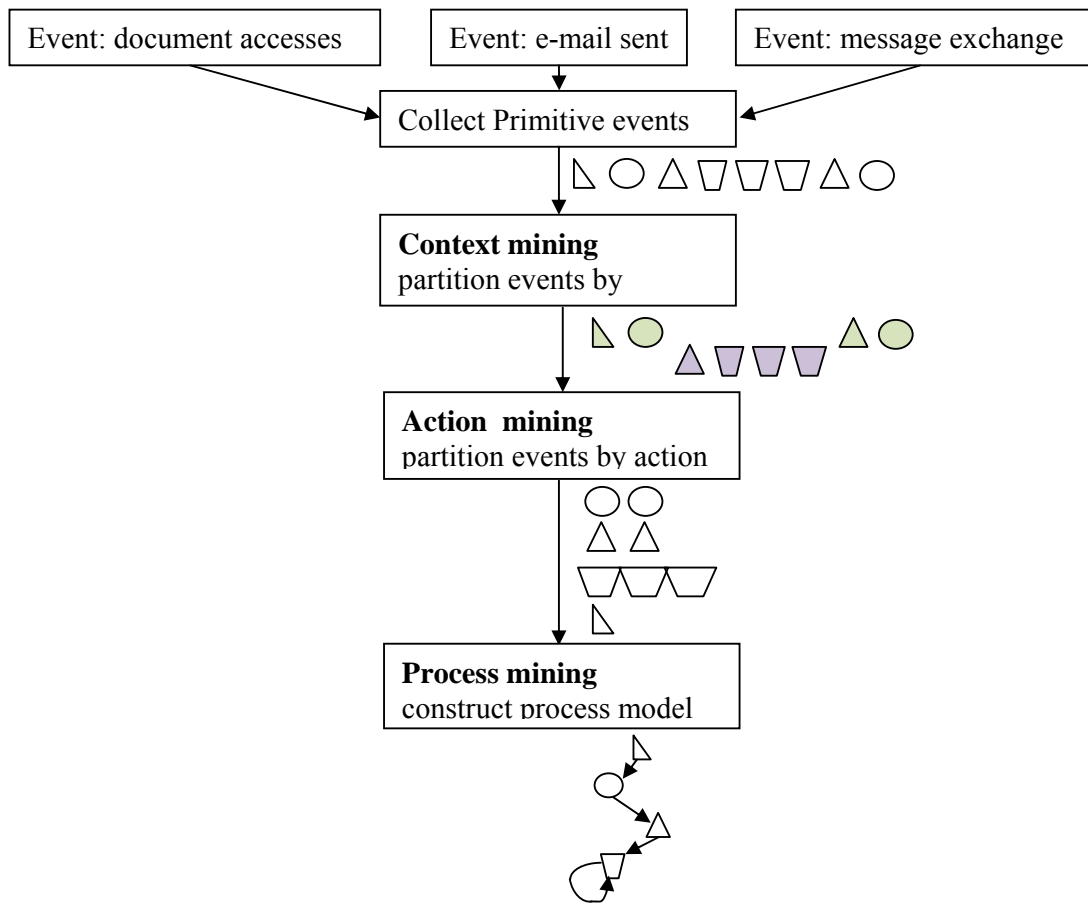 Event: document accesses
Event: e-mail sent
Event: message exchange
Collect Primitive events
Context mining
partition events by
Action  mining
partition events by action
Process mining
construct process model